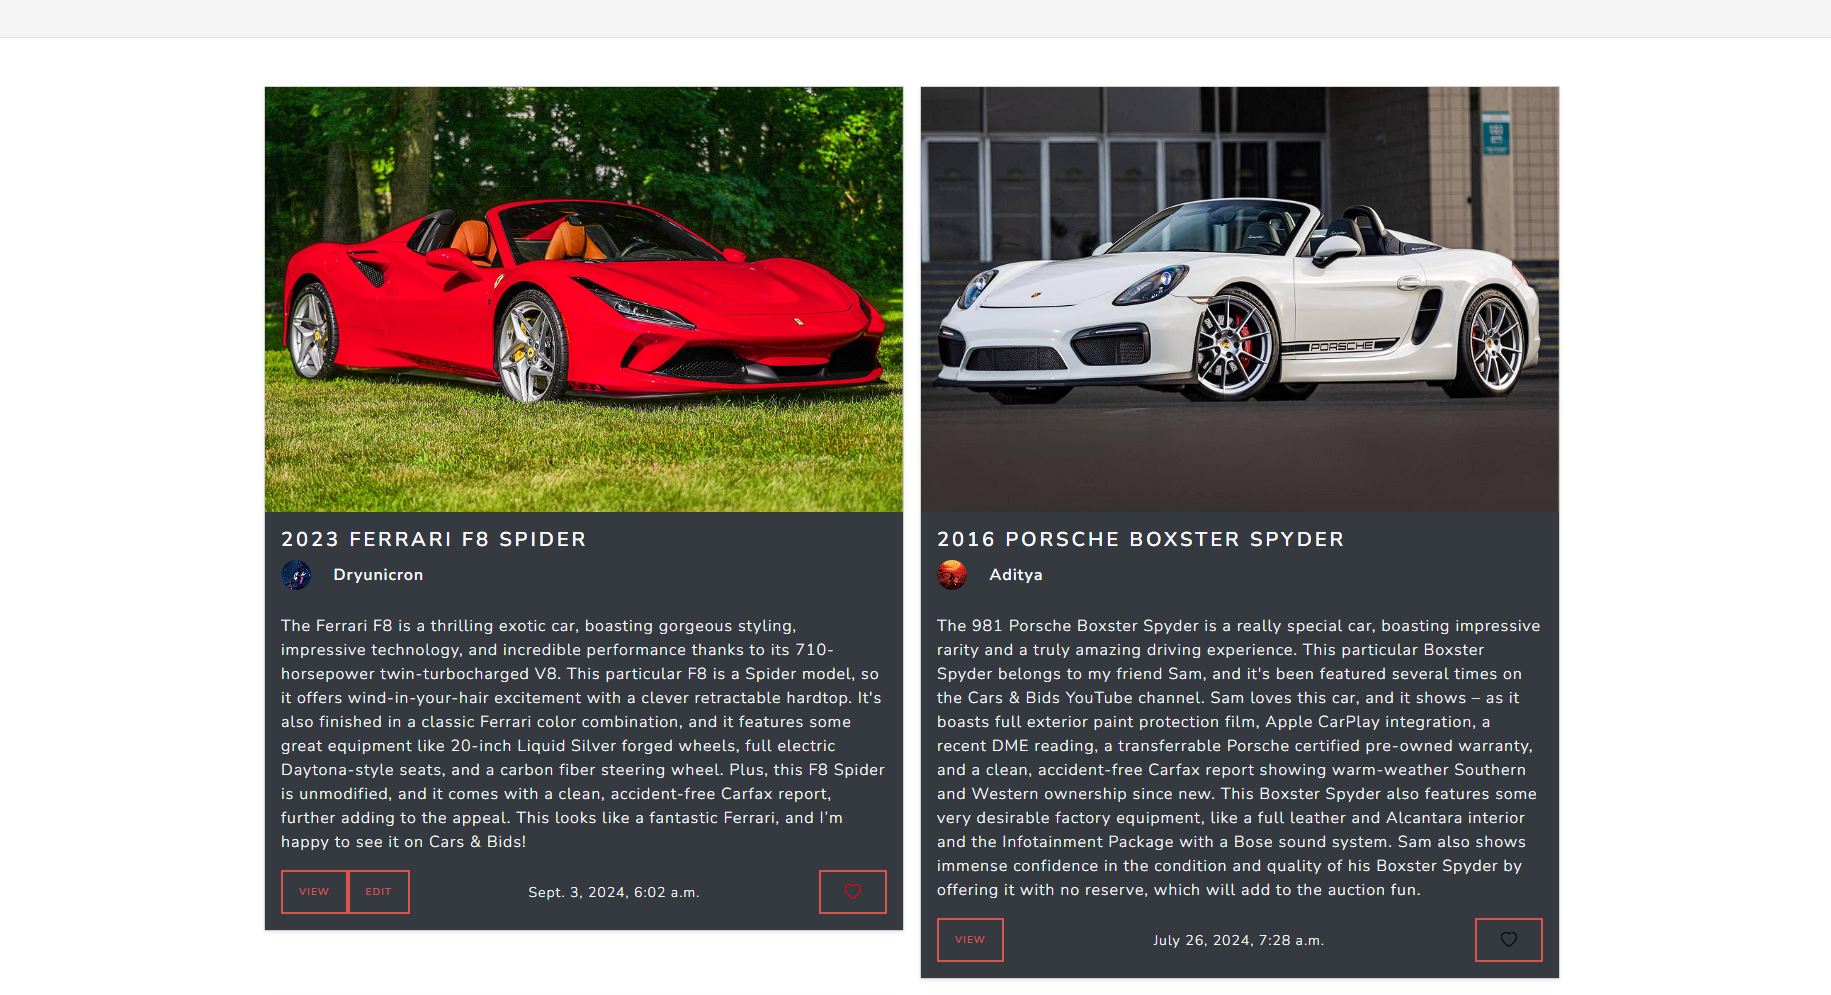 PORSCHE
2023 FERRARI F8 SPIDER
Dryunicron
The Ferrari F8 is a thrilling exotic car, boasting gorgeous styling,
impressive technology, and incredible performance thanks to its 710-
horsepower twin-turbocharged V8. This particular F8 is a Spider model, so
it offers wind-in-your-hair excitement with a clever retractable hardtop. It's
also finished in a classic Ferrari color combination, and it features some
great equipment like 20-inch Liquid Silver forged wheels, full electric
Daytona-style seats, and a carbon fiber steering wheel. Plus, this F8 Spider
is unmodified, and it comes with a clean, accident-free Carfax report,
further adding to the appeal. This looks like a fantastic Ferrari, and I'm
happy to see it on Cars & Bids!
VIEW EDIT Sept. 3, 2024, 6:02 a.m.
2016 PORSCHE BOXSTER SPYDER
Aditya
The 981 Porsche Boxster Spyder is a really special car, boasting impressive
rarity and a truly amazing driving experience. This particular Boxster
Spyder belongs to my friend Sam, and it's been featured several times on
the Cars & Bids YouTube channel. Sam loves this car, and it shows – as it
boasts full exterior paint protection film, Apple CarPlay integration, a
recent DME reading, a transferrable Porsche certified pre-owned warranty,
and a clean, accident-free Carfax report showing warm-weather Southern
and Western ownership since new. This Boxster Spyder also features some
very desirable factory equipment, like a full leather and Alcantara interior
and the Infotainment Package with a Bose sound system. Sam also shows
immense confidence in the condition and quality of his Boxster Spyder by
offering it with no reserve, which will add to the auction fun.
VIEW July 26, 2024, 7:28 a.m.